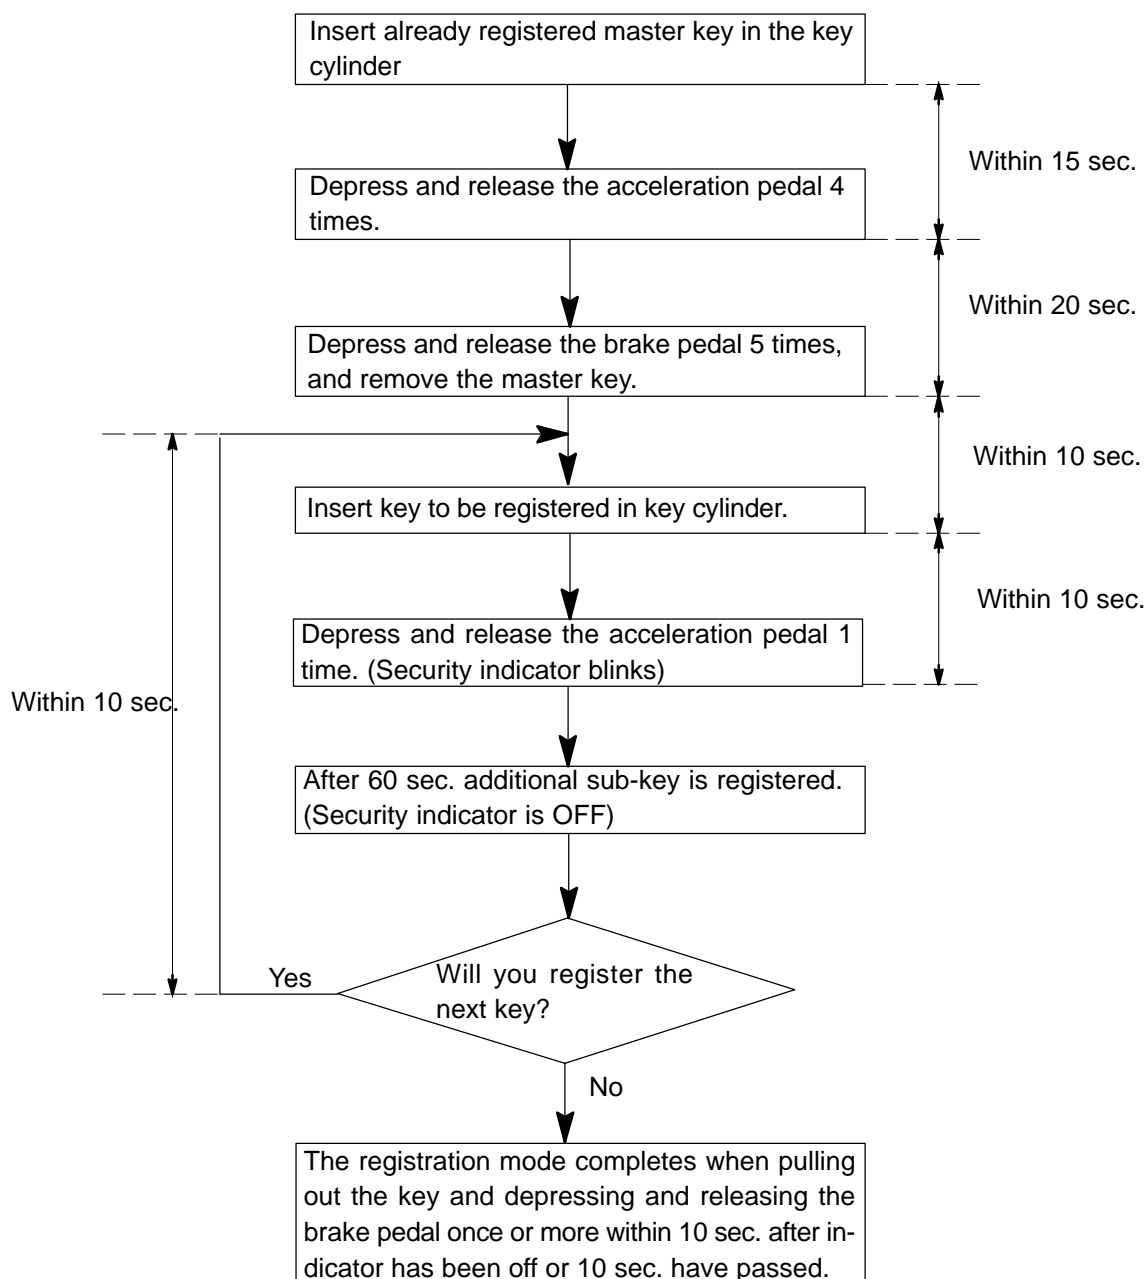 Insert already registered master key in the key
cylinder
Within 15 sec.
Depress and release the acceleration pedal 4
times.
Within 20 sec.
Depress and release the brake pedal 5 times,
and remove the master key.
Within 10 sec.
Insert key to be registered in key cylinder.
Within 10 sec.
Depress and release the acceleration pedal 1
time. (Security indicator blinks)
Within 10 sec.
After 60 sec. additional sub-key is registered.
(Security indicator is OFF)
Will you register the
next key?
Yes
No
The registration mode completes when pulling
out the key and depressing and releasing the
brake pedal once or more within 10 sec. after in-
dicator has been off or 10 sec. have passed.